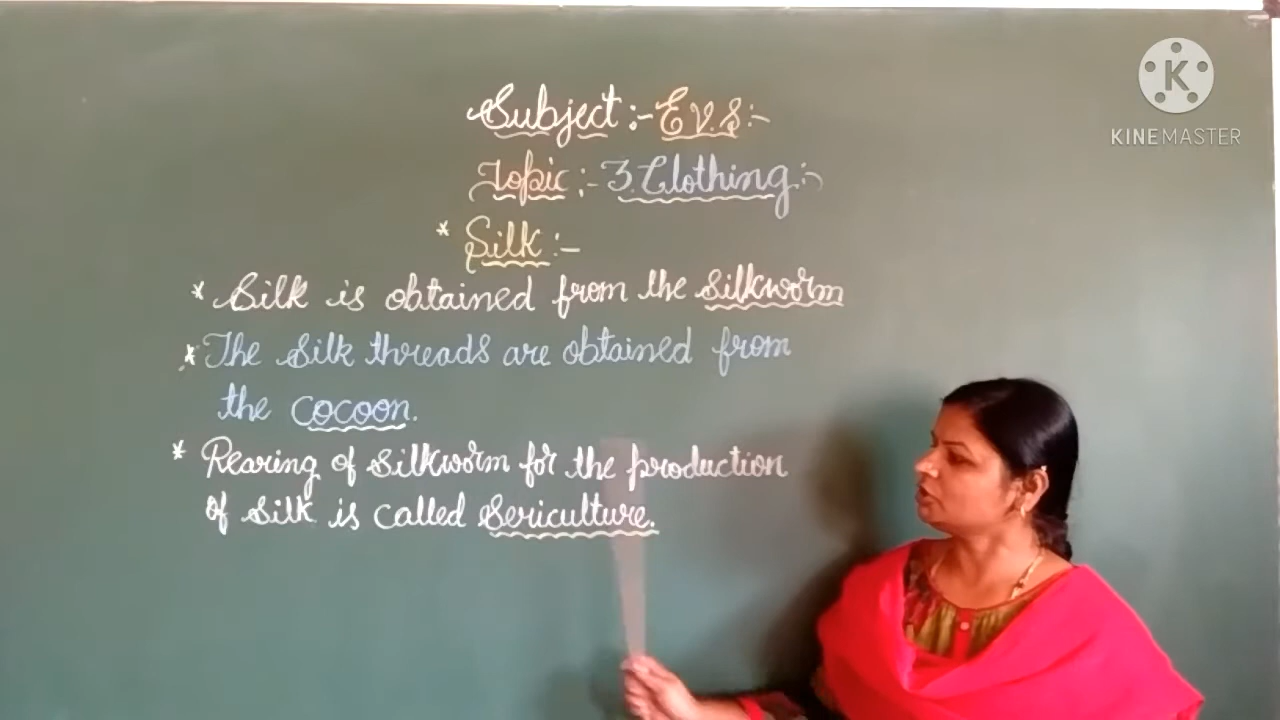 Subject :- E.V.S :-
Topic :- 3. Clothing :-
* Silk :-
* Silk is obtained from the silkworm
* The silk threads are obtained from
the cocoon.
* Rearing of silkworm for the production
of silk is called sericulture.
K
KINEMASTER